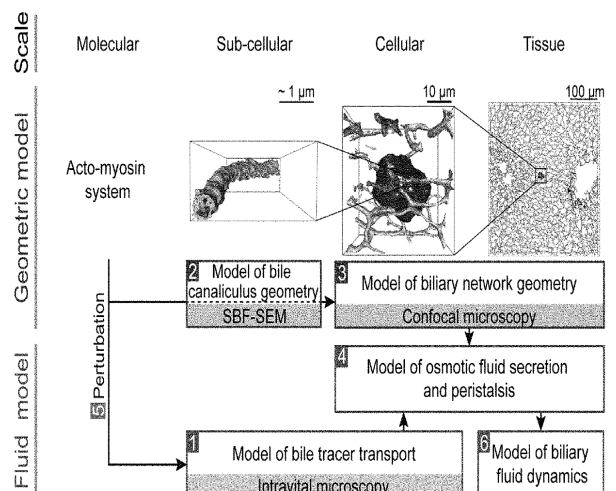 Scale
Molecular
Sub-cellular
Cellular
Tissue
Geometric model
~ 1 µm
10 µm
100 µm
Acto-myosin
system
2
Model of bile
canaliculus geometry
SBF-SEM
3
Model of biliary network geometry
Confocal microscopy
5 Perturbation
Fluid model
4
Model of osmotic fluid secretion
and peristalsis
1
Model of bile tracer transport
Intravital microscopy
6
Model of biliary
fluid dynamics